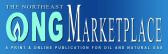 THE NORTHEAST
ONG MARKETPLACE
A PRINT & ONLINE PUBLICATION FOR OIL AND NATURAL GAS